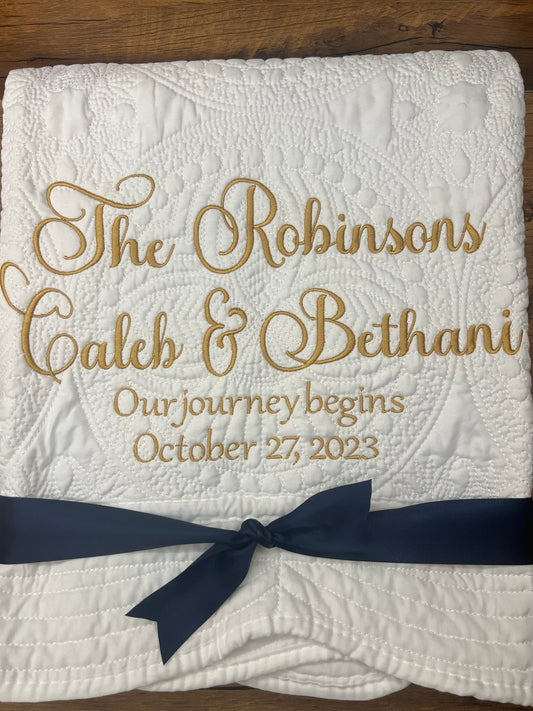 The Robinsons
Caleb & Bethani
Our journey begins
October 27, 2023